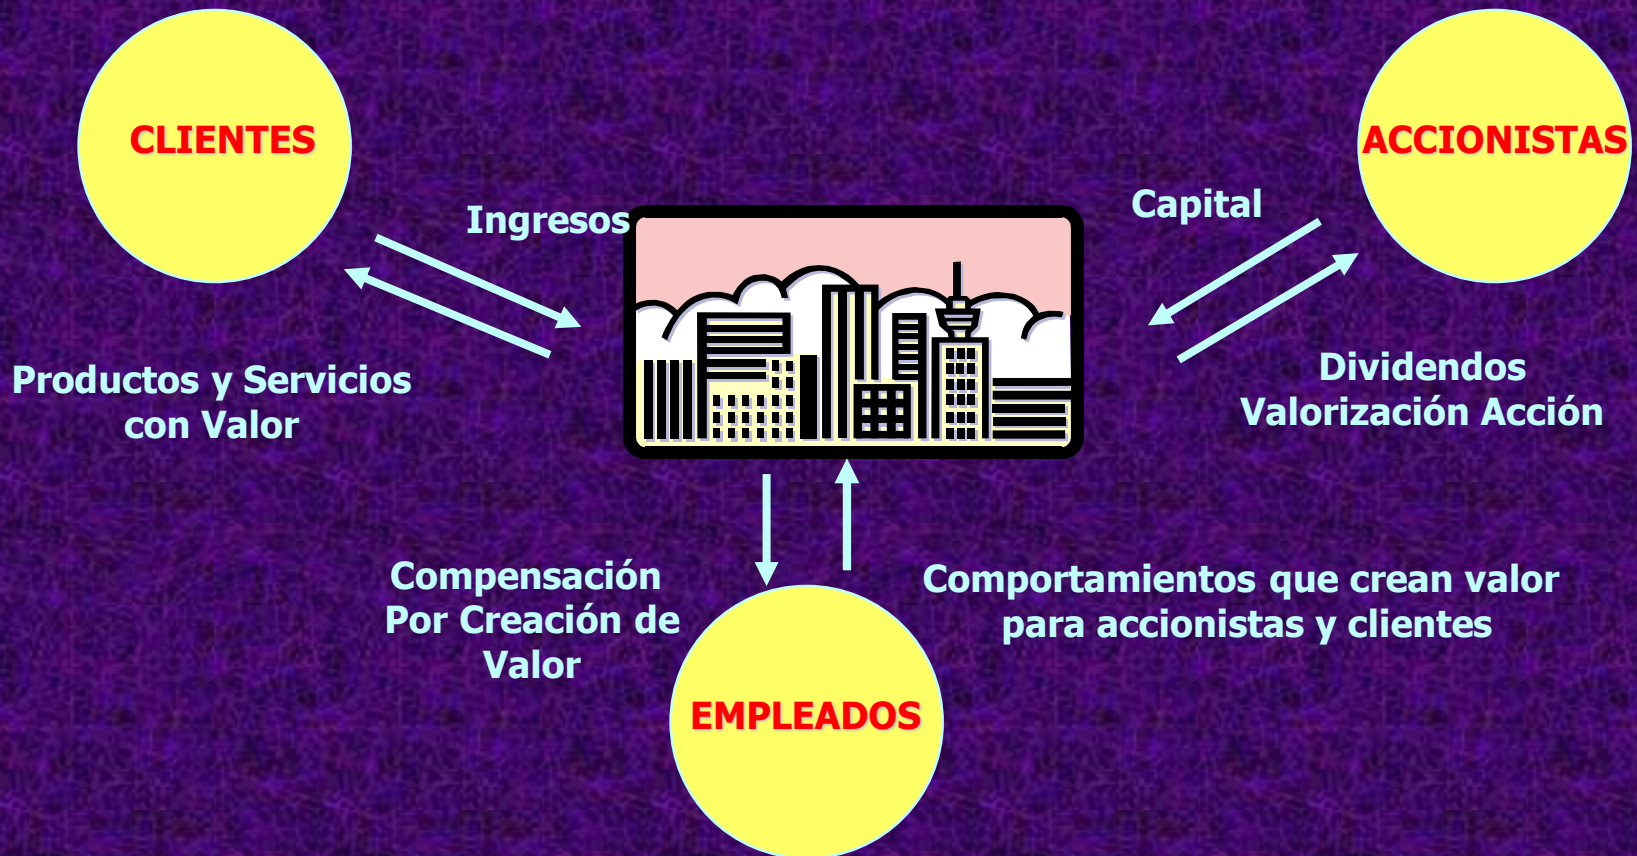 CLIENTES
ACCIONISTAS
Ingresos
Capital
Productos y Servicios
con Valor
Dividendos
Valorización Acción
Compensación
Por Creación de
Valor
Comportamientos que crean valor
para accionistas y clientes
EMPLEADOS